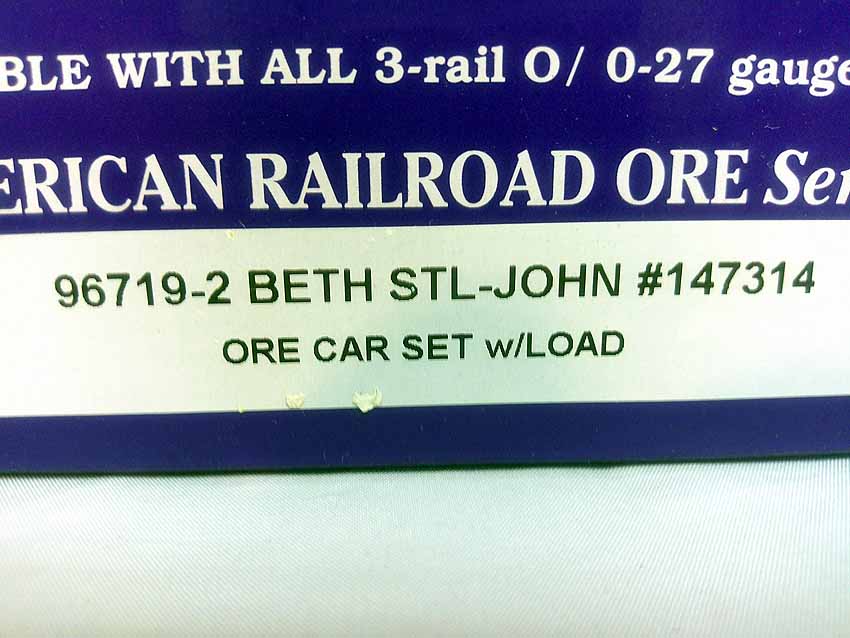 BLE WITH ALL 3-rail O/ 0-27 gauge
ERICAN RAILROAD ORE Ser
96719-2 BETH STL-JOHN #147314
ORE CAR SET w/LOAD